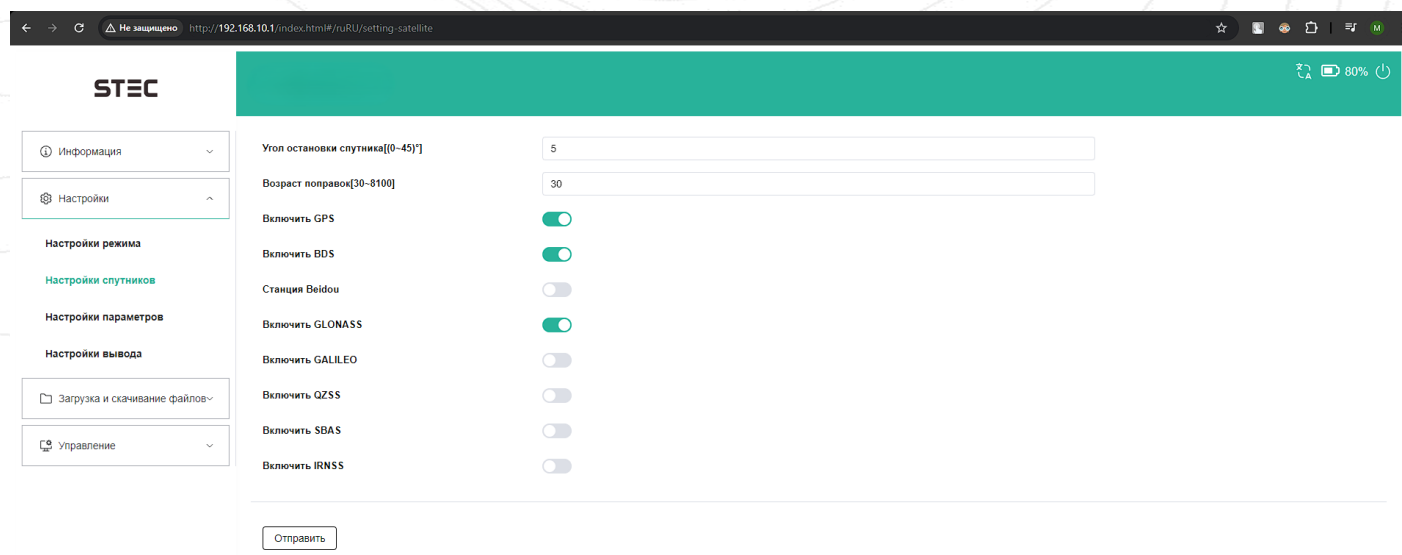 Не защищено http://192.168.10.1/index.html#/ruRU/setting-satellite
M
STEC
80%
Информация
Настройки
Настройки режима
Настройки спутников
Настройки параметров
Настройки вывода
Загрузка и скачивание файлов
Управление
Угол остановки спутника[(0~45)°]
5
Возраст поправок[30~8100]
30
Включить GPS
Включить BDS
Станция Beidou
Включить GLONASS
Включить GALILEO
Включить QZSS
Включить SBAS
Включить IRNSS
Отправить